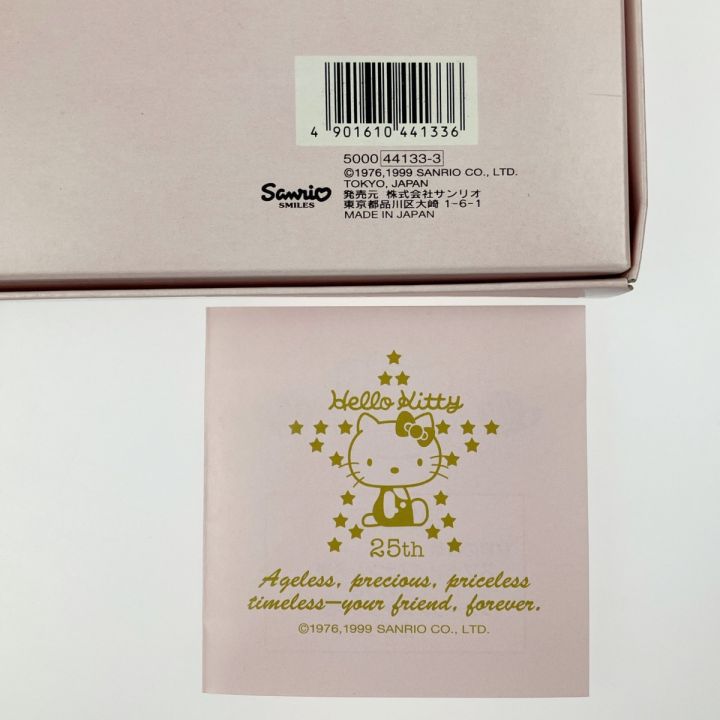 4 901610 441336
5000 44133-3
©1976,1999 SANRIO CO., LTD.
TOKYO, JAPAN
発売元 株式会社サンリオ
東京都品川区大崎 1-6-1
MADE IN JAPAN
Sanrio
SMILES
Hello Kitty
25th
Ageless, precious, priceless
timeless—your friend, forever.
©1976,1999 SANRIO CO., LTD.